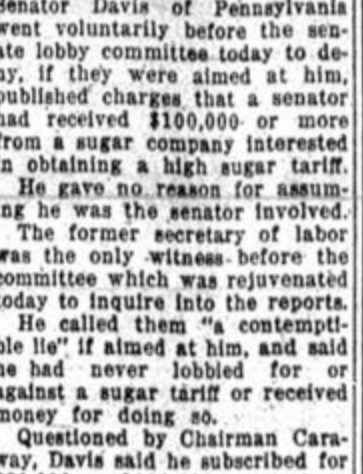 Senator Davis of Pennsylvania
went voluntarily before the sen-
ate lobby committee today to de-
ny, if they were aimed at him,
published charges that a senator
had received $100,000 or more
from a sugar company interested
in obtaining a high sugar tariff.
He gave no reason for assum-
ing he was the senator involved.
The former secretary of labor
was the only witness before the
committee which was rejuvenated
today to inquire into the reports.
He called them "a contempti-
ble lie" if aimed at him, and said
he had never lobbied for or
against a sugar tariff or received
money for doing so.
Questioned by Chairman Cara-
way, Davis said he subscribed for